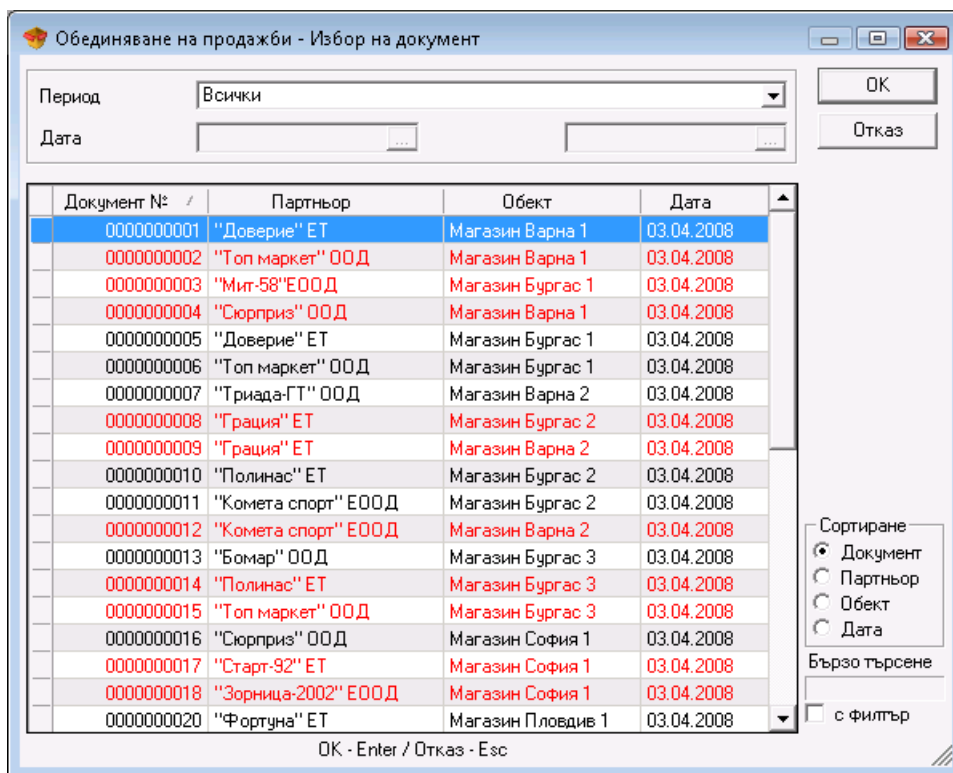 Обединяване на продажби - Избор на документ
Период Всички OK
Дата ... ... Отказ
Документ № Партньор Обект Дата
0000000001 "Доверие" ЕТ Магазин Варна 1 03.04.2008
0000000002 "Топ маркет" ООД Магазин Варна 1 03.04.2008
0000000003 "Мит-58"ЕООД Магазин Бургас 1 03.04.2008
0000000004 "Сюрприз" ООД Магазин Варна 1 03.04.2008
0000000005 "Доверие" ЕТ Магазин Бургас 1 03.04.2008
0000000006 "Топ маркет" ООД Магазин Бургас 1 03.04.2008
0000000007 "Триада-ГТ" ООД Магазин Варна 2 03.04.2008
0000000008 "Грация" ЕТ Магазин Бургас 2 03.04.2008
0000000009 "Грация" ЕТ Магазин Варна 2 03.04.2008
0000000010 "Полинас" ЕТ Магазин Бургас 2 03.04.2008
0000000011 "Комета спорт" ЕООД Магазин Бургас 2 03.04.2008
0000000012 "Комета спорт" ЕООД Магазин Варна 2 03.04.2008
0000000013 "Бомар" ООД Магазин Бургас 3 03.04.2008
0000000014 "Полинас" ЕТ Магазин Бургас 3 03.04.2008
0000000015 "Топ маркет" ООД Магазин Бургас 3 03.04.2008
0000000016 "Сюрприз" ООД Магазин София 1 03.04.2008
0000000017 "Старт-92" ЕТ Магазин София 1 03.04.2008
0000000018 "Зорница-2002" ЕООД Магазин София 1 03.04.2008
0000000020 "Фортуна" ЕТ Магазин Пловдив 1 03.04.2008
Сортиране
Документ
Партньор
Обект
Дата
Бързо търсене
с филтър
OK - Enter / Отказ - Esc